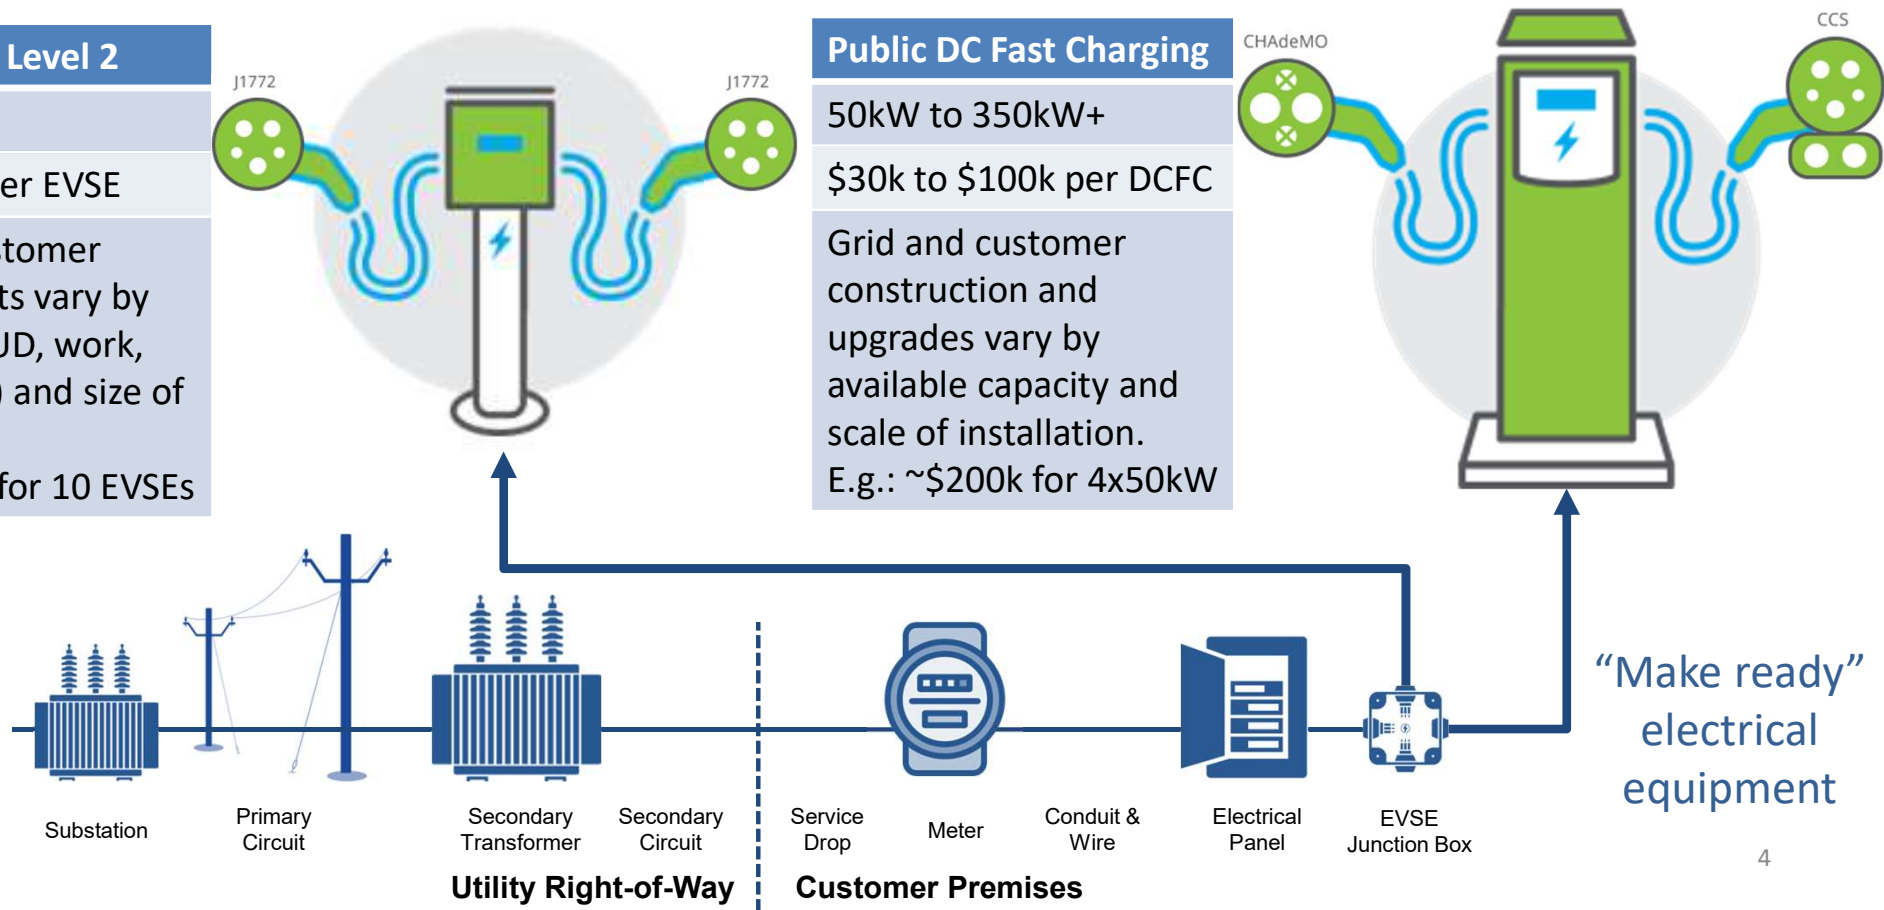 Level 2
er EVSE
stomer
ts vary by
UD, work,
) and size of
for 10 EVSEs
J1772
J1772
Public DC Fast Charging
50kW to 350kW+
$30k to $100k per DCFC
Grid and customer
construction and
upgrades vary by
available capacity and
scale of installation.
E.g.: ~$200k for 4x50kW
CHAdeMO
CCS
“Make ready”
electrical
equipment
Substation
Primary
Circuit
Secondary
Transformer
Secondary
Circuit
Service
Drop
Meter
Conduit &
Wire
Electrical
Panel
EVSE
Junction Box
Utility Right-of-Way
Customer Premises
4